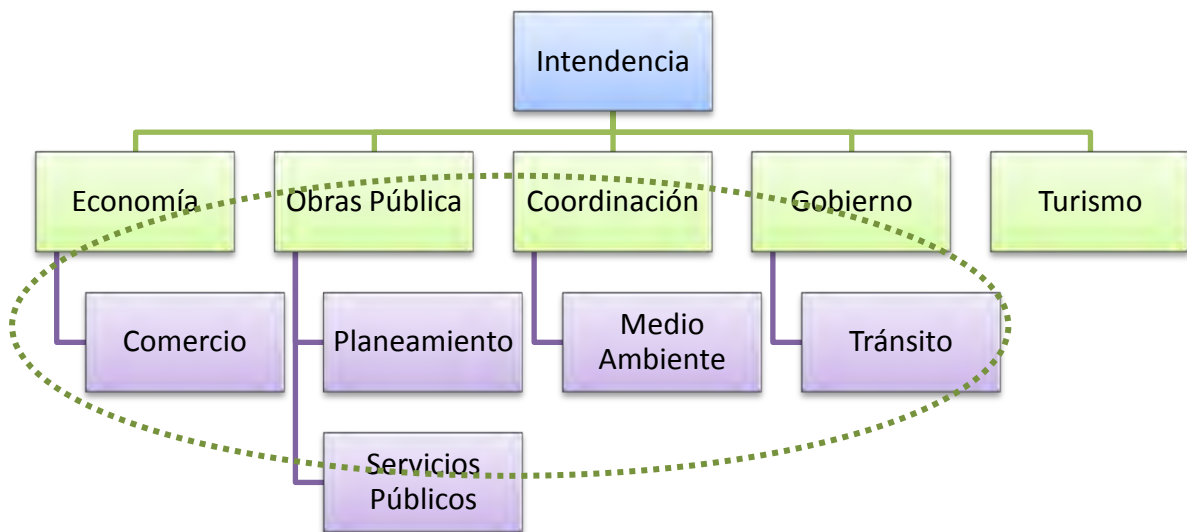 Intendencia
Economía
Obras Pública
Coordinación
Gobierno
Turismo
Comercio
Planeamiento
Medio
Ambiente
Tránsito
Servicios
Públicos